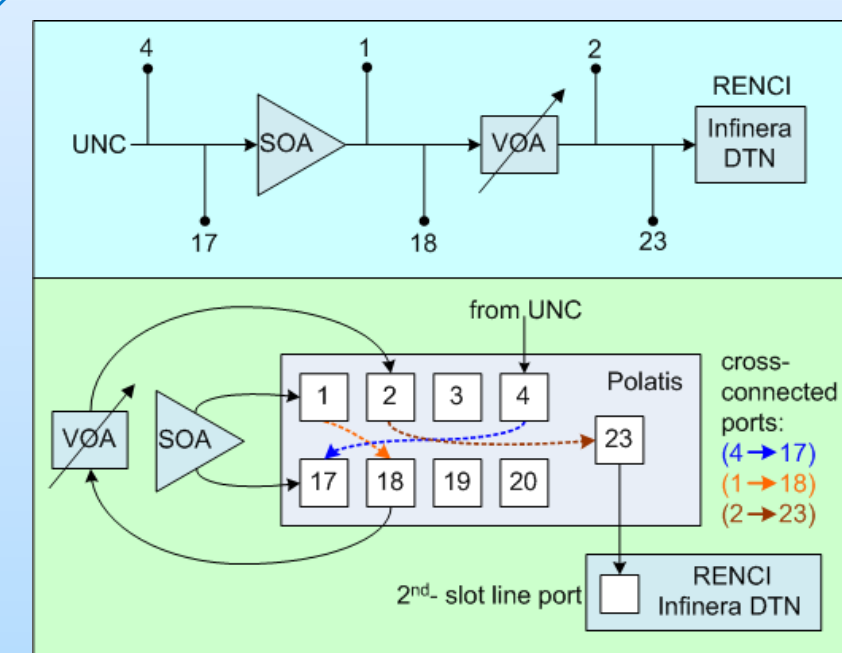 4
1
2
RENCI
UNC
SOA
VOA
Infinera
DTN
17
18
23
from UNC
Polatis
1
2
3
4
cross-
connected
ports:
(4→17)
(1→18)
(2→23)
VOA
SOA
23
17
18
19
20
2nd- slot line port
RENCI
Infinera DTN